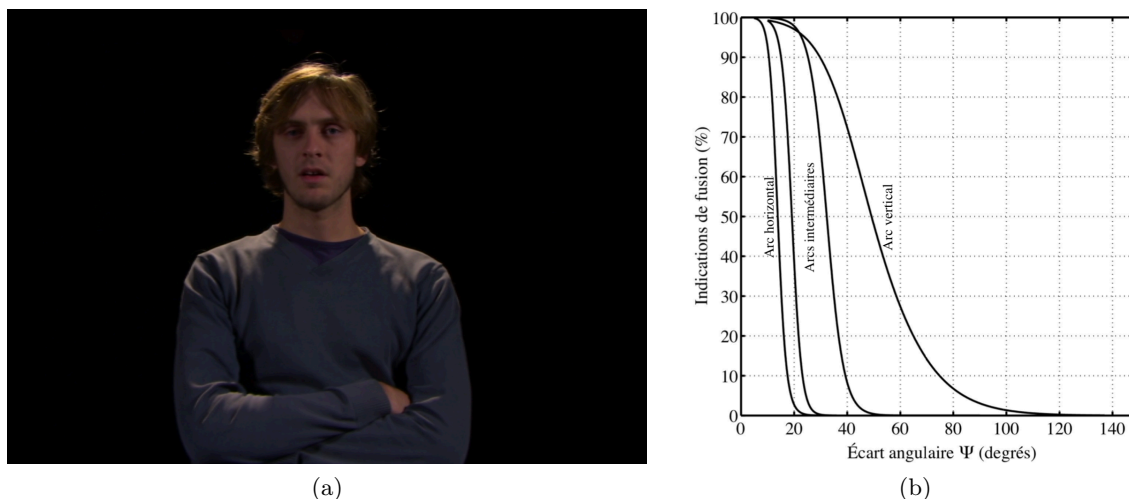 100
90
80
70
60
50
40
30
20
10
0
Indications de fusion (%)
Arc horizontal
Arcs intermédiaires
Arc vertical
0 20 40 60 80 100 120 140
Écart angulaire Ψ (degrés)
(a)
(b)